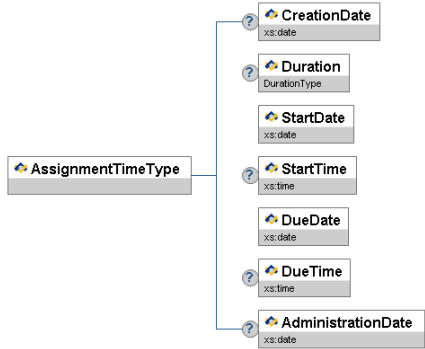 CreationDate
xs:date
?
Duration
DurationType
?
StartDate
xs:date
AssignmentTimeType
StartTime
xs:time
?
DueDate
xs:date
DueTime
xs:time
?
AdministrationDate
xs:date
?